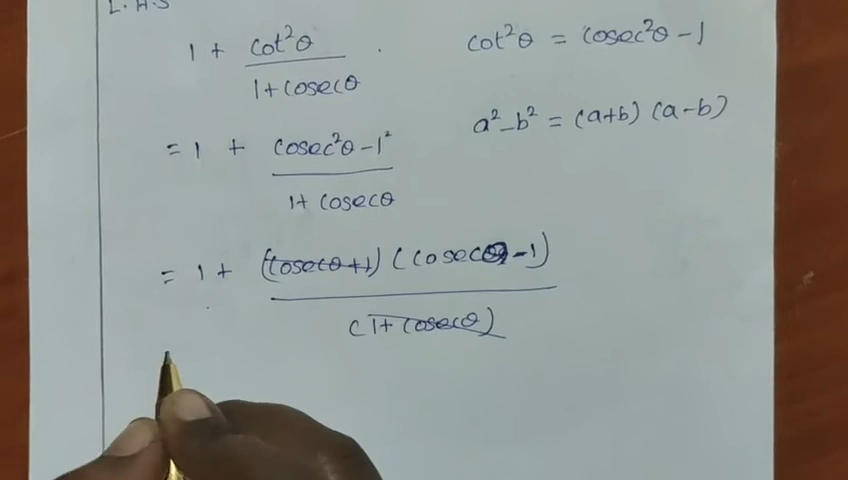 L.H.S
1 + cot²θ / 1+cosecθ
cot²θ = cosec²θ - 1
= 1 + cosec²θ - 1² / 1+ cosecθ
a² - b² = (a+b) (a-b)
= 1 + (cosecθ+1) (cosecθ-1) / (1+ cosecθ)